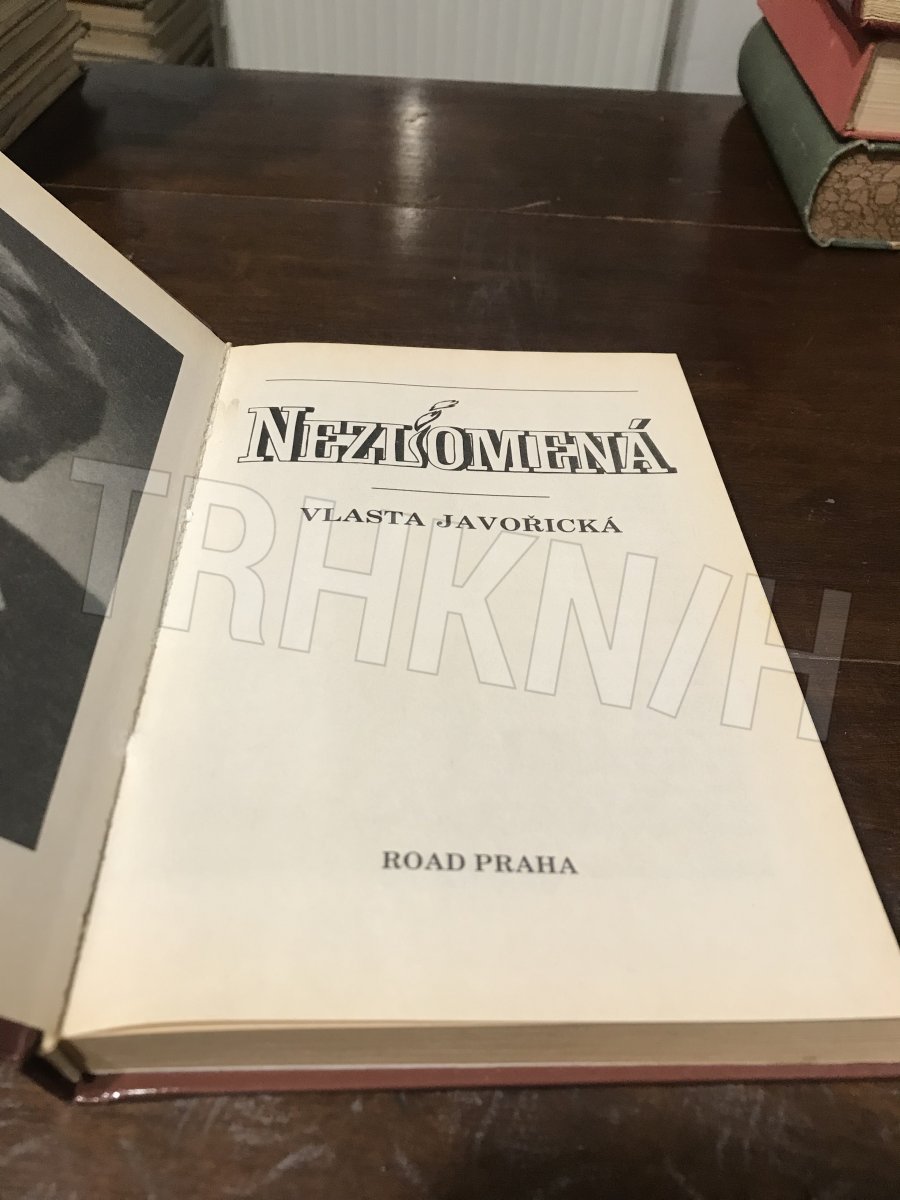 NEZLOMENÁ
VLASTA JAVOŘICKÁ
TRHKNIH
ROAD PRAHA